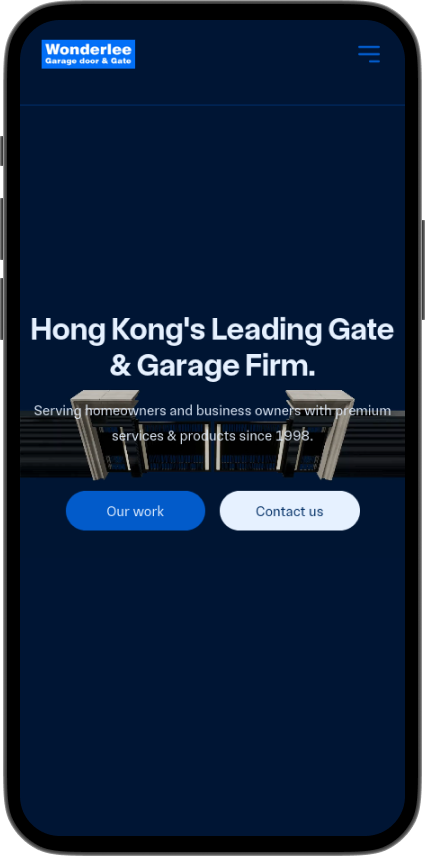 Wonderlee
Garage door & Gate
Hong Kong's Leading Gate
& Garage Firm.
Serving homeowners and business owners with premium
services & products since 1998.
Our work
Contact us